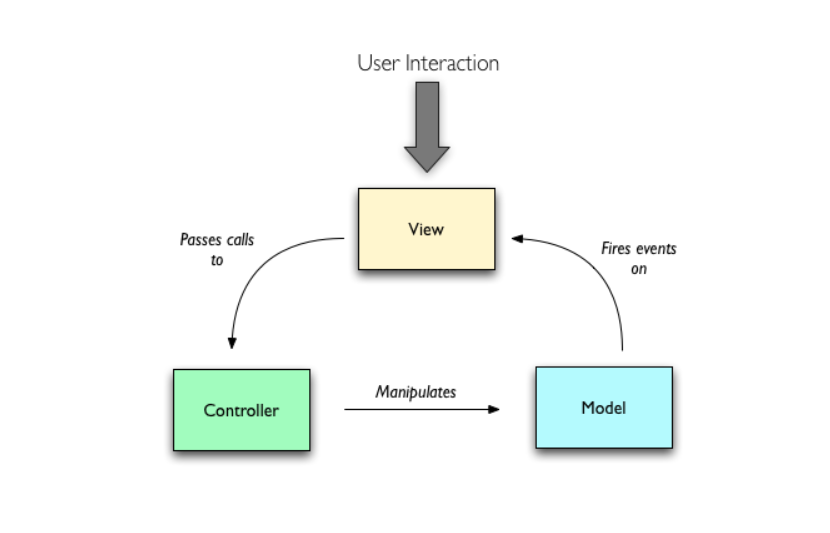 User Interaction
View
Passes calls
to
Fires events
on
Manipulates
Controller
Model